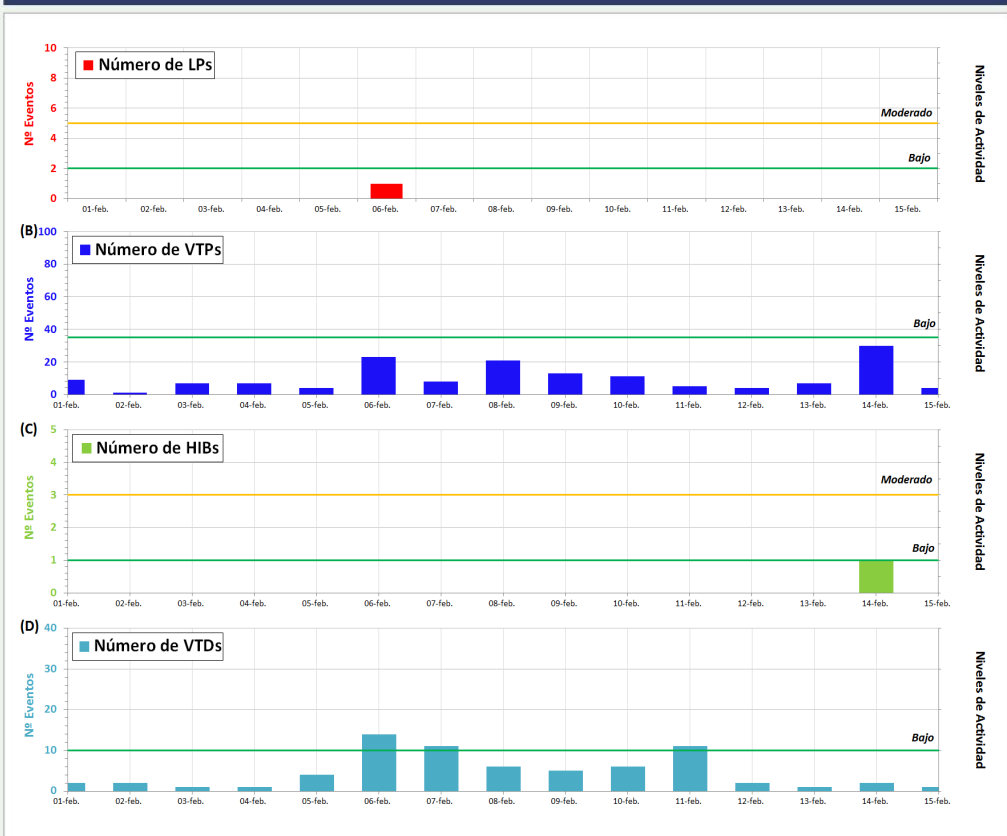 10
8
6
4
2
0
Nº Eventos
Número de LPs
Moderado
Bajo
Niveles de Actividad
01-feb. 02-feb. 03-feb. 04-feb. 05-feb. 06-feb. 07-feb. 08-feb. 09-feb. 10-feb. 11-feb. 12-feb. 13-feb. 14-feb. 15-feb.
(B)
100
80
60
40
20
0
Nº Eventos
Número de VTPs
Bajo
Niveles de Actividad
01-feb. 02-feb. 03-feb. 04-feb. 05-feb. 06-feb. 07-feb. 08-feb. 09-feb. 10-feb. 11-feb. 12-feb. 13-feb. 14-feb. 15-feb.
(C)
5
4
3
2
1
0
Nº Eventos
Número de HIBs
Moderado
Bajo
Niveles de Actividad
01-feb. 02-feb. 03-feb. 04-feb. 05-feb. 06-feb. 07-feb. 08-feb. 09-feb. 10-feb. 11-feb. 12-feb. 13-feb. 14-feb. 15-feb.
(D)
40
30
20
10
0
Nº Eventos
Número de VTDs
Bajo
Niveles de Actividad
01-feb. 02-feb. 03-feb. 04-feb. 05-feb. 06-feb. 07-feb. 08-feb. 09-feb. 10-feb. 11-feb. 12-feb. 13-feb. 14-feb. 15-feb.